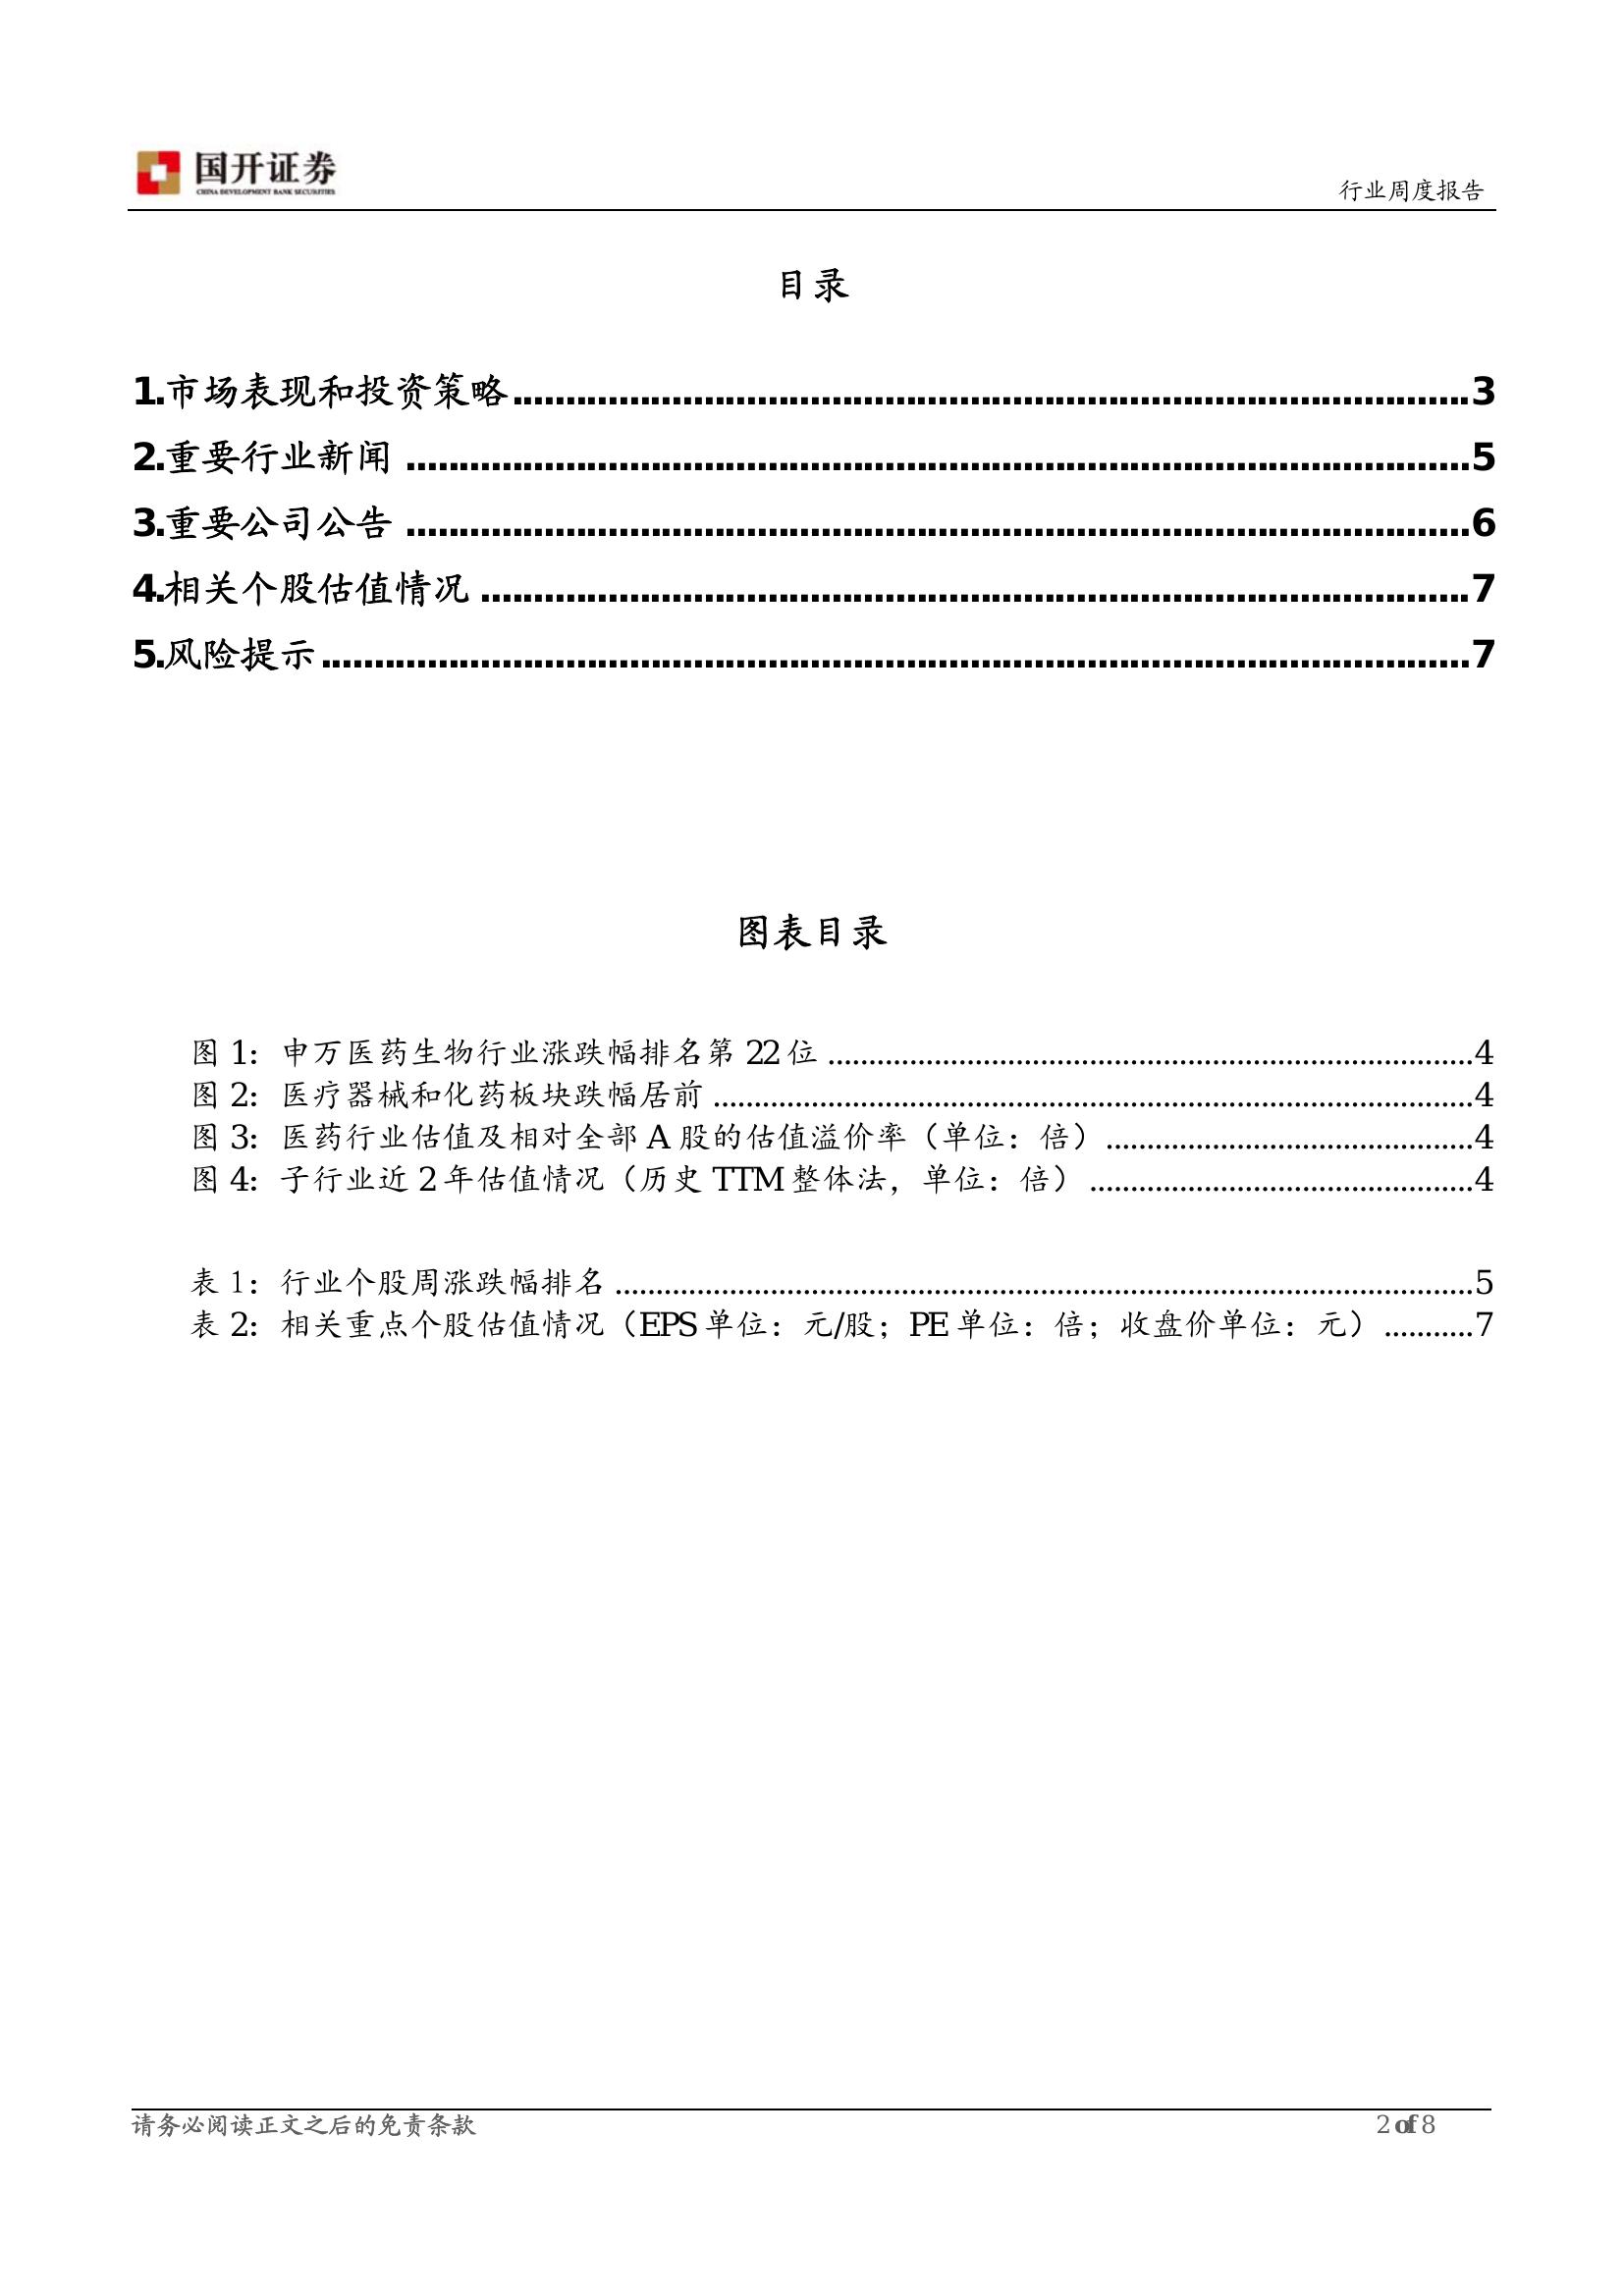 国开证券
CHINA DEVELOPMENT BANK SECURITIES
行业周度报告
目录
1.市场表现和投资策略................................................3
2.重要行业新闻................................................5
3.重要公司公告................................................6
4.相关个股估值情况................................................7
5.风险提示................................................7
图表目录
图 1：申万医药生物行业涨跌幅排名第 22 位................................................4
图 2：医疗器械和化药板块跌幅居前................................................4
图 3：医药行业估值及相对全部 A 股的估值溢价率（单位：倍）................................................4
图 4：子行业近 2 年估值情况（历史 TTM 整体法，单位：倍）................................................4
表 1：行业个股周涨跌幅排名................................................5
表 2：相关重点个股估值情况（EPS 单位：元/股；PE 单位：倍；收盘价单位：元）...........7
请务必阅读正文之后的免责条款
2 of 8